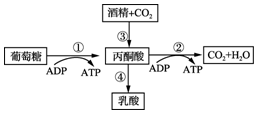 酒精+CO₂
③
葡萄糖 ① 丙酮酸 ② CO₂+H₂O
ADP ATP ④ ADP ATP
乳酸